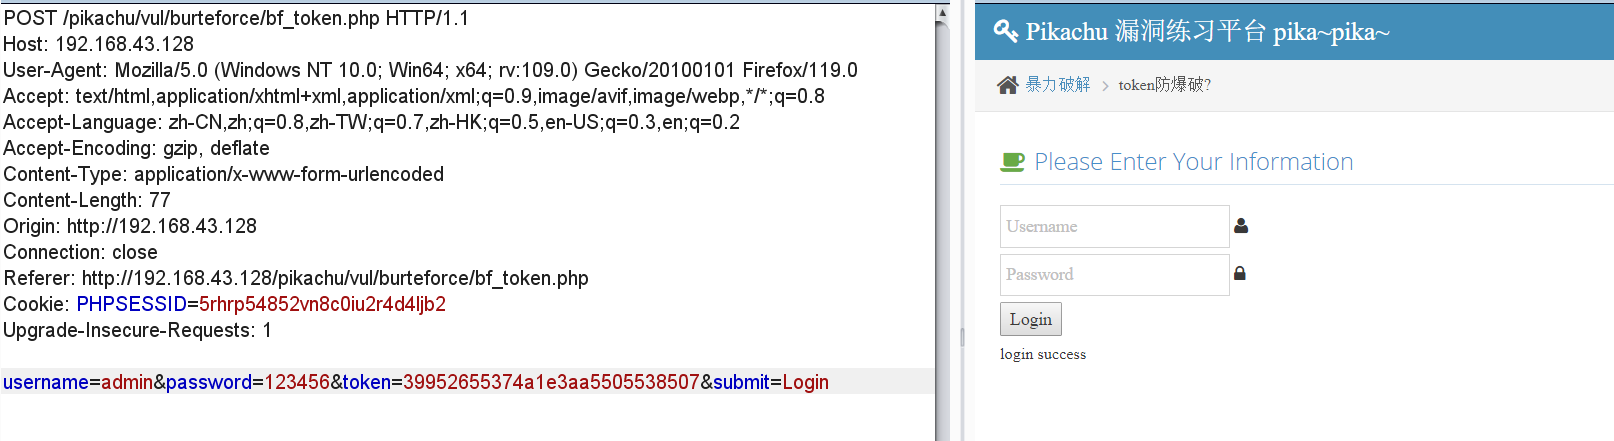 POST /pikachu/vul/burteforce/bf_token.php HTTP/1.1
Host: 192.168.43.128
User-Agent: Mozilla/5.0 (Windows NT 10.0; Win64; x64; rv:109.0) Gecko/20100101 Firefox/119.0
Accept: text/html,application/xhtml+xml,application/xml;q=0.9,image/avif,image/webp,*/*;q=0.8
Accept-Language: zh-CN,zh;q=0.8,zh-TW;q=0.7,zh-HK;q=0.5,en-US;q=0.3,en;q=0.2
Accept-Encoding: gzip, deflate
Content-Type: application/x-www-form-urlencoded
Content-Length: 77
Origin: http://192.168.43.128
Connection: close
Referer: http://192.168.43.128/pikachu/vul/burteforce/bf_token.php
Cookie: PHPSESSID=5rhrp54852vn8c0iu2r4d4ljb2
Upgrade-Insecure-Requests: 1
username=admin&password=123456&token=39952655374a1e3aa5505538507&submit=Login
Pikachu 漏洞练习平台 pika~pika~
暴力破解 > token防爆破?
Please Enter Your Information
Username
Password
Login
login success